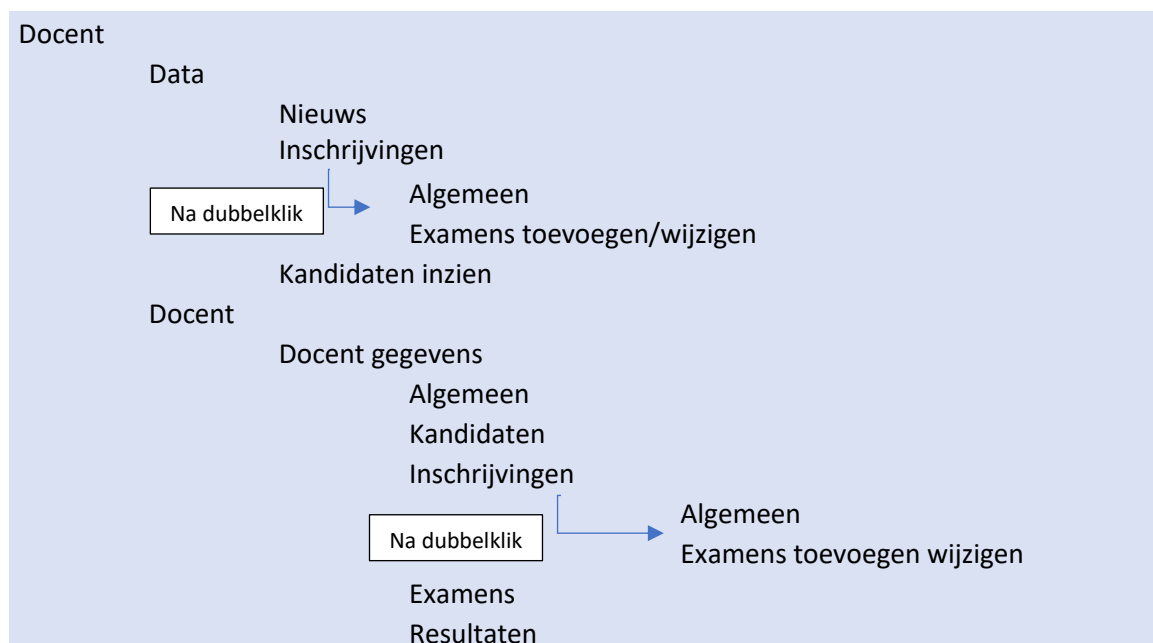 Docent
Data
Nieuws
Inschrijvingen
Algemeen
Na dubbelklik
Examens toevoegen/wijzigen
Kandidaten inzien
Docent
Docent gegevens
Algemeen
Kandidaten
Inschrijvingen
Algemeen
Na dubbelklik
Examens toevoegen wijzigen
Examens
Resultaten